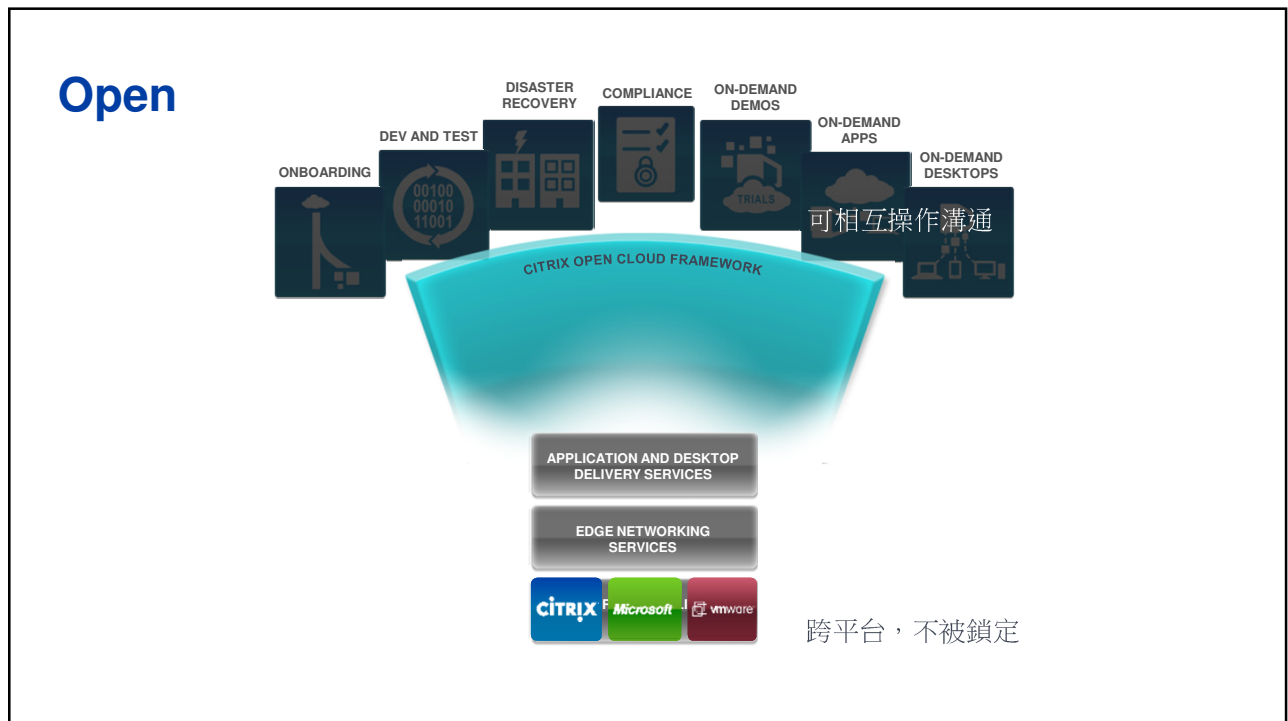 Open
DISASTER
RECOVERY
COMPLIANCE
ON-DEMAND
DEMOS
DEV AND TEST
ON-DEMAND
APPS
ONBOARDING
ON-DEMAND
DESKTOPS
00100
00010
11001
TRIALS
可相互操作溝通
CITRIX OPEN CLOUD FRAMEWORK
APPLICATION AND DESKTOP
DELIVERY SERVICES
EDGE NETWORKING
SERVICES
CITRIX Microsoft vmware
跨平台，不被鎖定